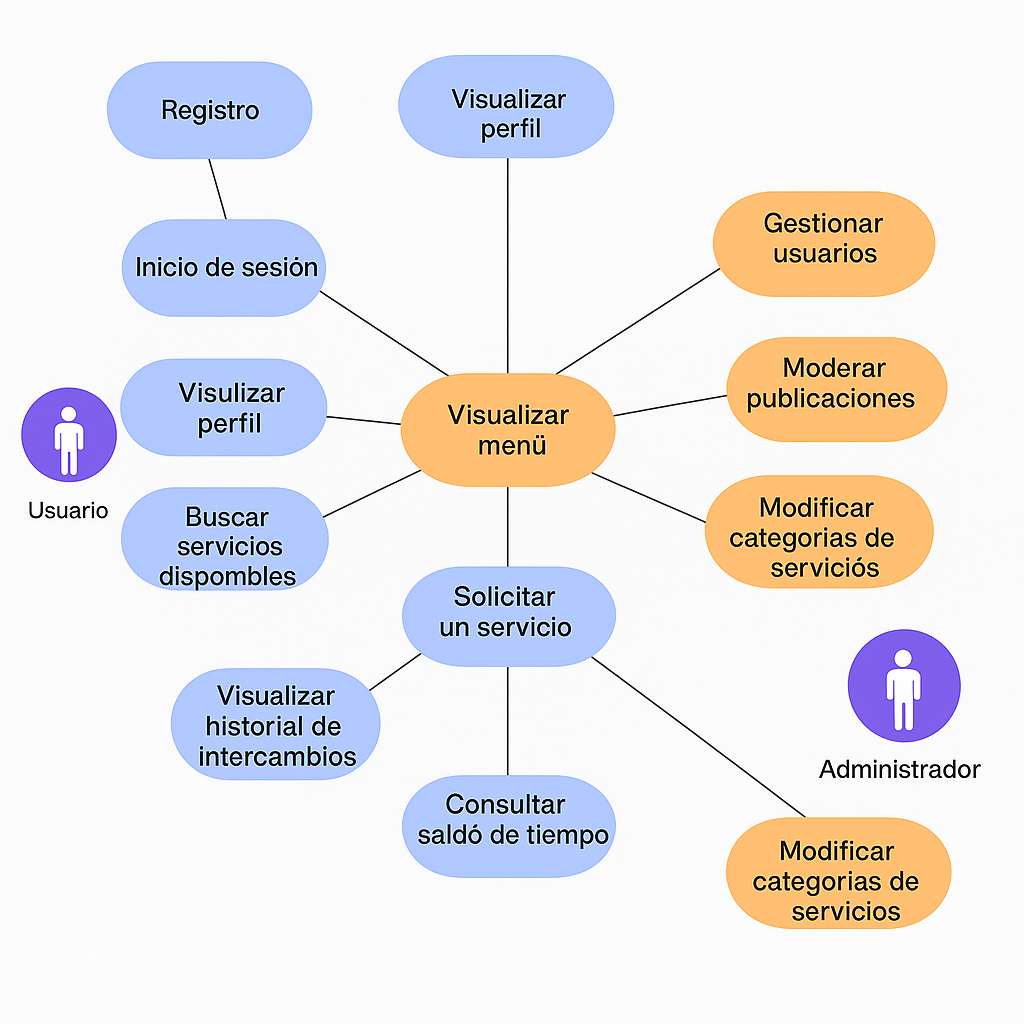 Registro
Visualizar
perfil
Gestionar
usuarios
Inicio de sesión
Moderar
publicaciones
Visulizar
perfil
Visualizar
menü
Usuario
Buscar
servicios
dispombles
Modificar
categorias de
serviciós
Solicitar
un servicio
Visualizar
historial de
intercambios
Administrador
Consultar
saldó de tiempo
Modificar
categorias de
servicios